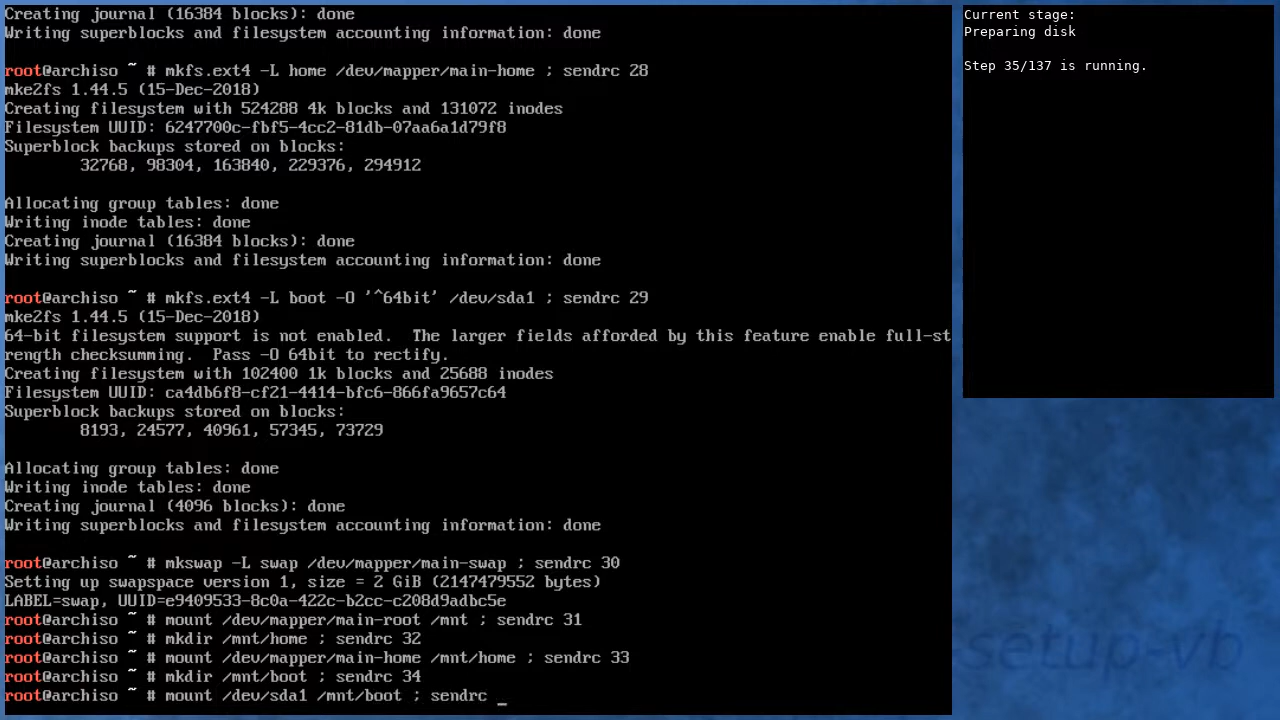 Creating journal (16384 blocks): done
Writing superblocks and filesystem accounting information: done
root@archiso ~ # mkfs.ext4 -L home /dev/mapper/main-home ; sendrc 28
mke2fs 1.44.5 (15-Dec-2018)
Creating filesystem with 524288 4k blocks and 131072 inodes
Filesystem UUID: 6247700c-fbf5-4cc2-81db-07aa6a1d79f8
Superblock backups stored on blocks:
32768, 98304, 163840, 229376, 294912
Allocating group tables: done
Writing inode tables: done
Creating journal (16384 blocks): done
Writing superblocks and filesystem accounting information: done
root@archiso ~ # mkfs.ext4 -L boot -O '^64bit' /dev/sda1 ; sendrc 29
mke2fs 1.44.5 (15-Dec-2018)
64-bit filesystem support is not enabled.  The larger fields afforded by this feature enable full-st
rength checksumming.  Pass -O 64bit to rectify.
Creating filesystem with 102400 1k blocks and 25688 inodes
Filesystem UUID: ca4db6f8-cf21-4414-bfc6-866fa9657c64
Superblock backups stored on blocks:
8193, 24577, 40961, 57345, 73729
Allocating group tables: done
Writing inode tables: done
Creating journal (4096 blocks): done
Writing superblocks and filesystem accounting information: done
root@archiso ~ # mkswap -L swap /dev/mapper/main-swap ; sendrc 30
Setting up swapspace version 1, size = 2 GiB (2147479552 bytes)
LABEL=swap, UUID=e9409533-8c0a-422c-b2cc-c208d9adbc5e
root@archiso ~ # mount /dev/mapper/main-root /mnt ; sendrc 31
root@archiso ~ # mkdir /mnt/home ; sendrc 32
root@archiso ~ # mount /dev/mapper/main-home /mnt/home ; sendrc 33
root@archiso ~ # mkdir /mnt/boot ; sendrc 34
root@archiso ~ # mount /dev/sda1 /mnt/boot ; sendrc _
Current stage:
Preparing disk
Step 35/137 is running.
setup-vb